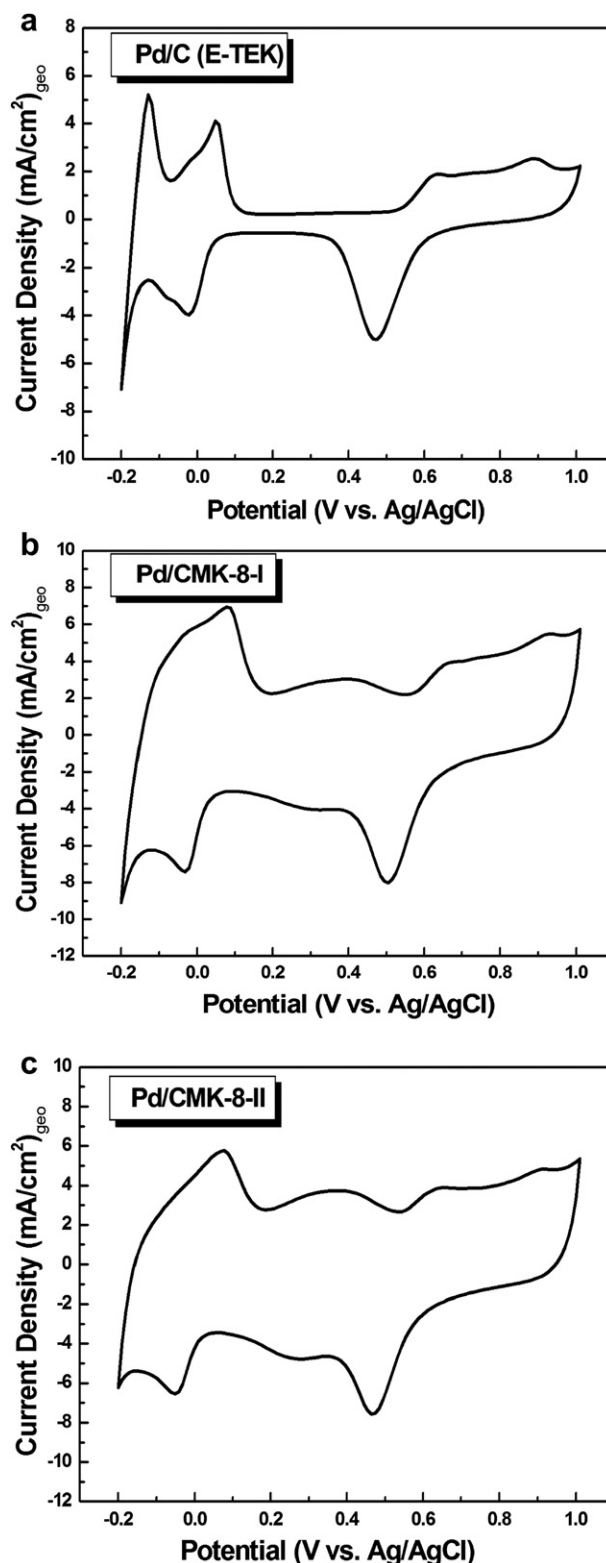 a
Pd/C (E-TEK)
8
6
4
2
0
-2
-4
-6
-8
-10
Current Density (mA/cm²)geo
-0.2 0.0 0.2 0.4 0.6 0.8 1.0
Potential (V vs. Ag/AgCl)
b
Pd/CMK-8-I
10
8
6
4
2
0
-2
-4
-6
-8
-10
-12
Current Density (mA/cm²)geo
-0.2 0.0 0.2 0.4 0.6 0.8 1.0
Potential (V vs. Ag/AgCl)
c
Pd/CMK-8-II
10
8
6
4
2
0
-2
-4
-6
-8
-10
-12
Current Density (mA/cm²)geo
-0.2 0.0 0.2 0.4 0.6 0.8 1.0
Potential (V vs. Ag/AgCl)